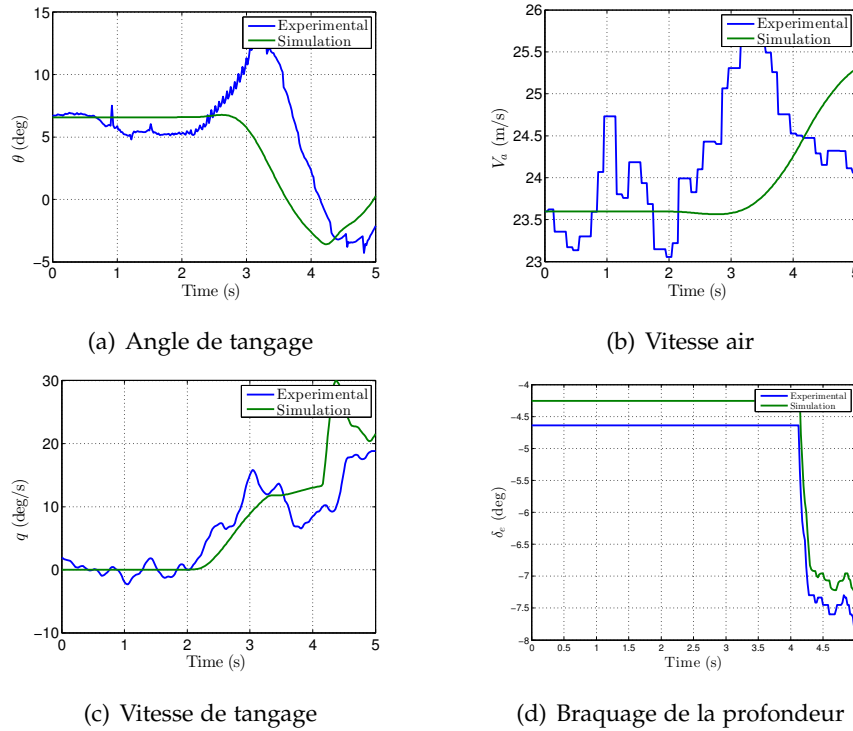 15
10
5
0
−5
θ (deg)
Experimental
Simulation
0 1 2 3 4 5
Time (s)
(a) Angle de tangage
26
25.5
25
24.5
24
23.5
23
V_a (m/s)
Experimental
Simulation
0 1 2 3 4 5
Time (s)
(b) Vitesse air
30
20
10
0
−10
q (deg/s)
Experimental
Simulation
0 1 2 3 4 5
Time (s)
(c) Vitesse de tangage
−4
−4.5
−5
−5.5
−6
−6.5
−7
−7.5
−8
δ_e (deg)
Experimental
Simulation
0 0.5 1 1.5 2 2.5 3 3.5 4 4.5
Time (s)
(d) Braquage de la profondeur